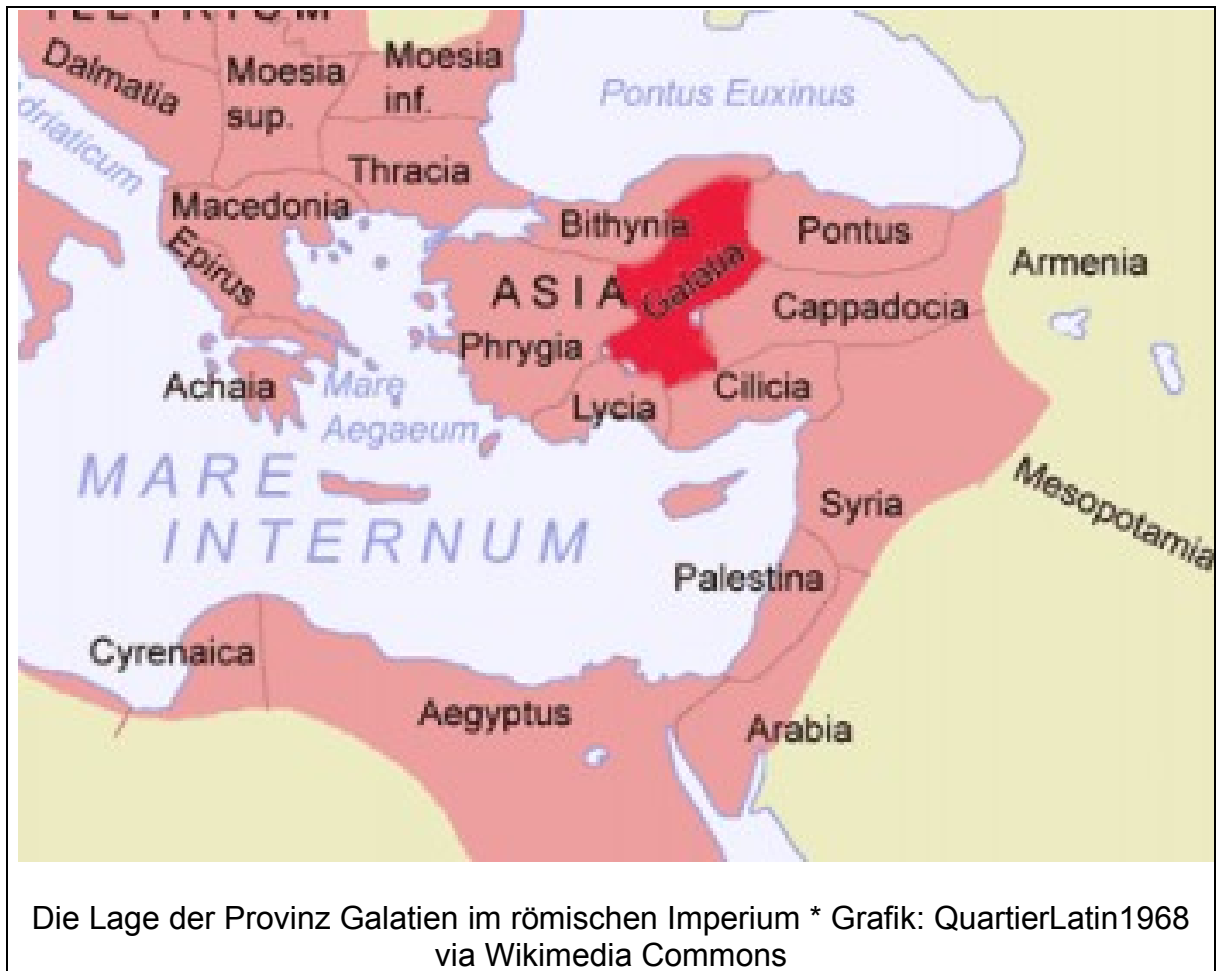 Dalmatia
Moesia
sup.
Moesia
inf.
Pontus Euxinus
driaticum
Thracia
Macedonia
Epirus
Bithynia
Pontus
Galatia
Armenia
ASIA
Cappadocia
Phrygia
Achaia
Mare
Aegaeum
Lycia
Cilicia
MARE
INTERNUM
Syria
Mesopotamia
Palestina
Cyrenaica
Aegyptus
Arabia
Die Lage der Provinz Galatien im römischen Imperium * Grafik: QuartierLatin1968
via Wikimedia Commons